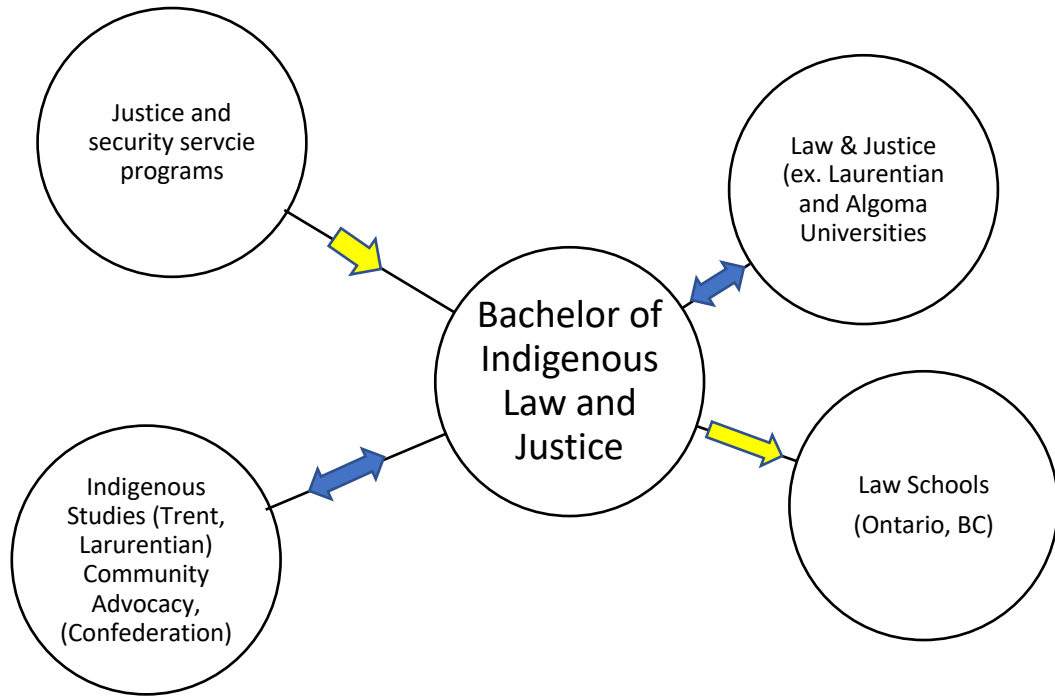 Justice and
security servcie
programs
Law & Justice
(ex. Laurentian
and Algoma
Universities
Bachelor of
Indigenous
Law and
Justice
Indigenous
Studies (Trent,
Larurentian)
Community
Advocacy,
(Confederation)
Law Schools
(Ontario, BC)